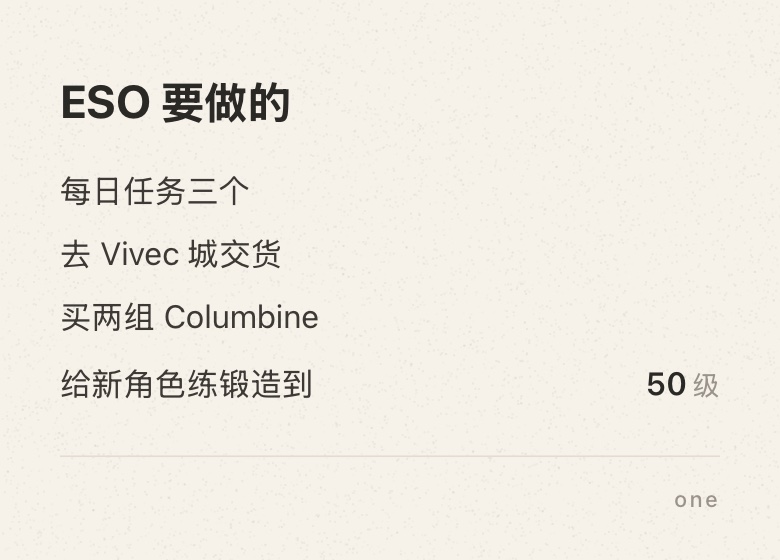 ESO 要做的
每日任务三个
去 Vivec 城交货
买两组 Columbine
给新角色练锻造到 50 级
one